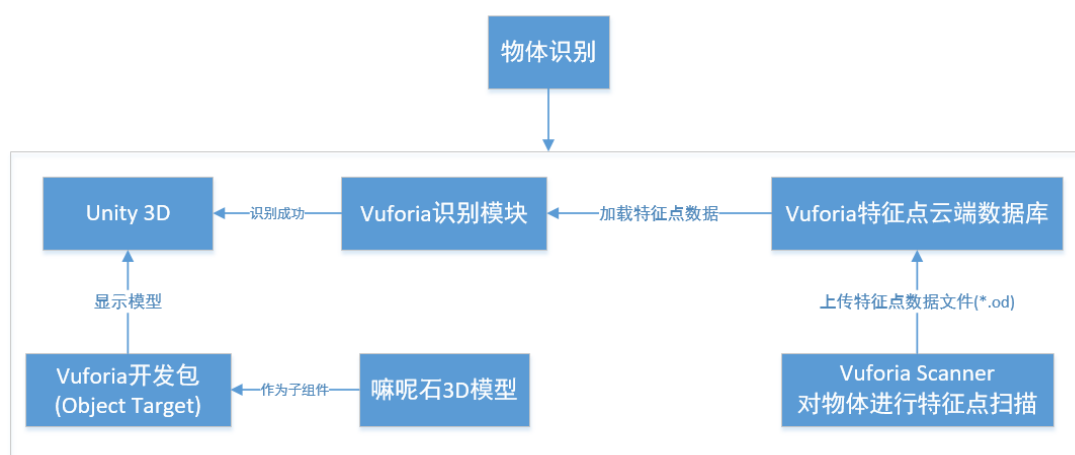 物体识别
Unity 3D
识别成功
Vuforia识别模块
加载特征点数据
Vuforia特征点云端数据库
显示模型
上传特征点数据文件(*.od)
Vuforia开发包
(Object Target)
作为子组件
嘛呢石3D模型
Vuforia Scanner
对物体进行特征点扫描